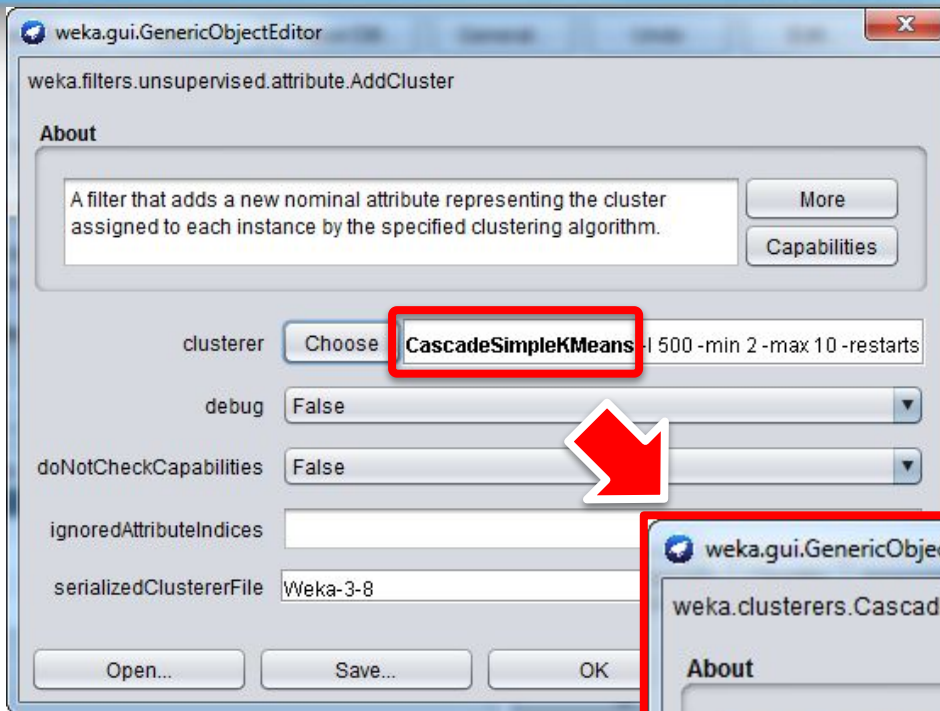 weka.gui.GenericObjectEditor
weka.filters.unsupervised.attribute.AddCluster
About
A filter that adds a new nominal attribute representing the cluster
assigned to each instance by the specified clustering algorithm.
More
Capabilities
clusterer Choose CascadeSimpleKMeans -I 500 -min 2 -max 10 -restarts
debug False
doNotCheckCapabilities False
ignoredAttributeIndices
serializedClustererFile Weka-3-8
Open... Save... OK
weka.gui.GenericObje
weka.clusterers.Cascad
About